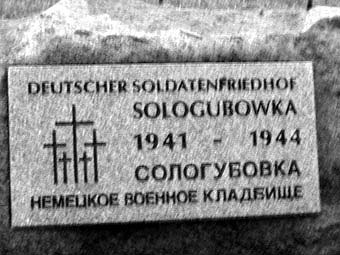 DEUTSCHER SOLDATENFRIEDHOF
SOLOGUBOWKA
1941 - 1944
СОЛОГУБОВКА
НЕМЕЦКОЕ ВОЕННОЕ КЛАДБИЩЕ